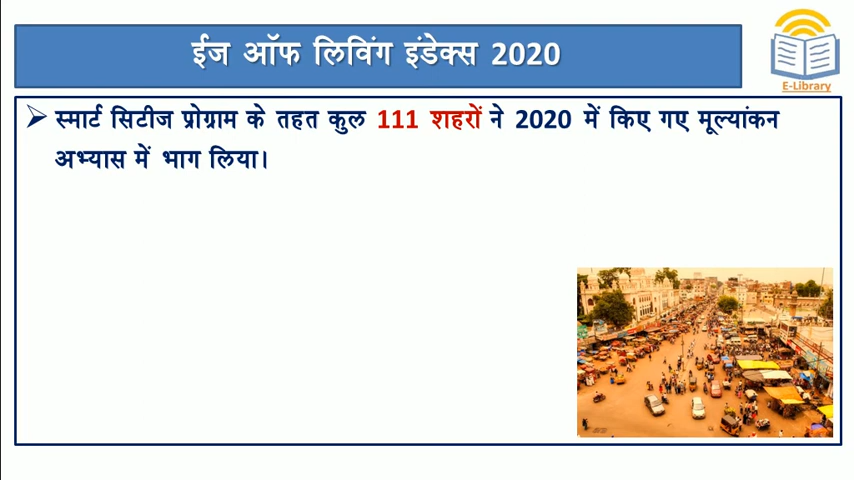 ईज ऑफ लिविंग इंडेक्स 2020
E-Library
स्मार्ट सिटीज प्रोग्राम के तहत कुल 111 शहरों ने 2020 में किए गए मूल्यांकन
अभ्यास में भाग लिया।